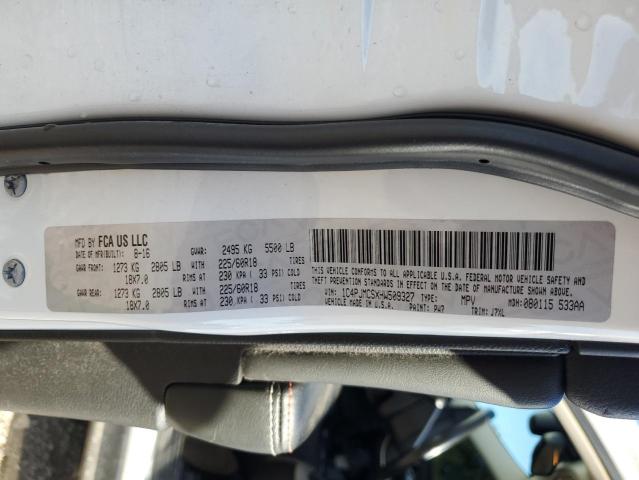 MFD BY FCA US LLC
DATE OF MFR(BUILT): 8-16 GVWR: 2495 KG 5500 LB
GAWR FRONT: 1273 KG 2805 LB WITH 225/60R18 TIRES
18X7.0 RIMS AT 230 KPA / 33 PSI COLD
GAWR REAR: 1273 KG 2805 LB WITH 225/60R18 TIRES
18X7.0 RIMS AT 230 KPA / 33 PSI COLD
THIS VEHICLE CONFORMS TO ALL APPLICABLE U.S.A. FEDERAL MOTOR VEHICLE SAFETY AND
THEFT PREVENTION STANDARDS IN EFFECT ON THE DATE OF MANUFACTURE SHOWN ABOVE.
VIN: 1C4PJMCSXHW509327 TYPE: MPV MDH: 080115 533AA
VEHICLE MADE IN U.S.A. PAINT: PW7 TRIM: J7XL